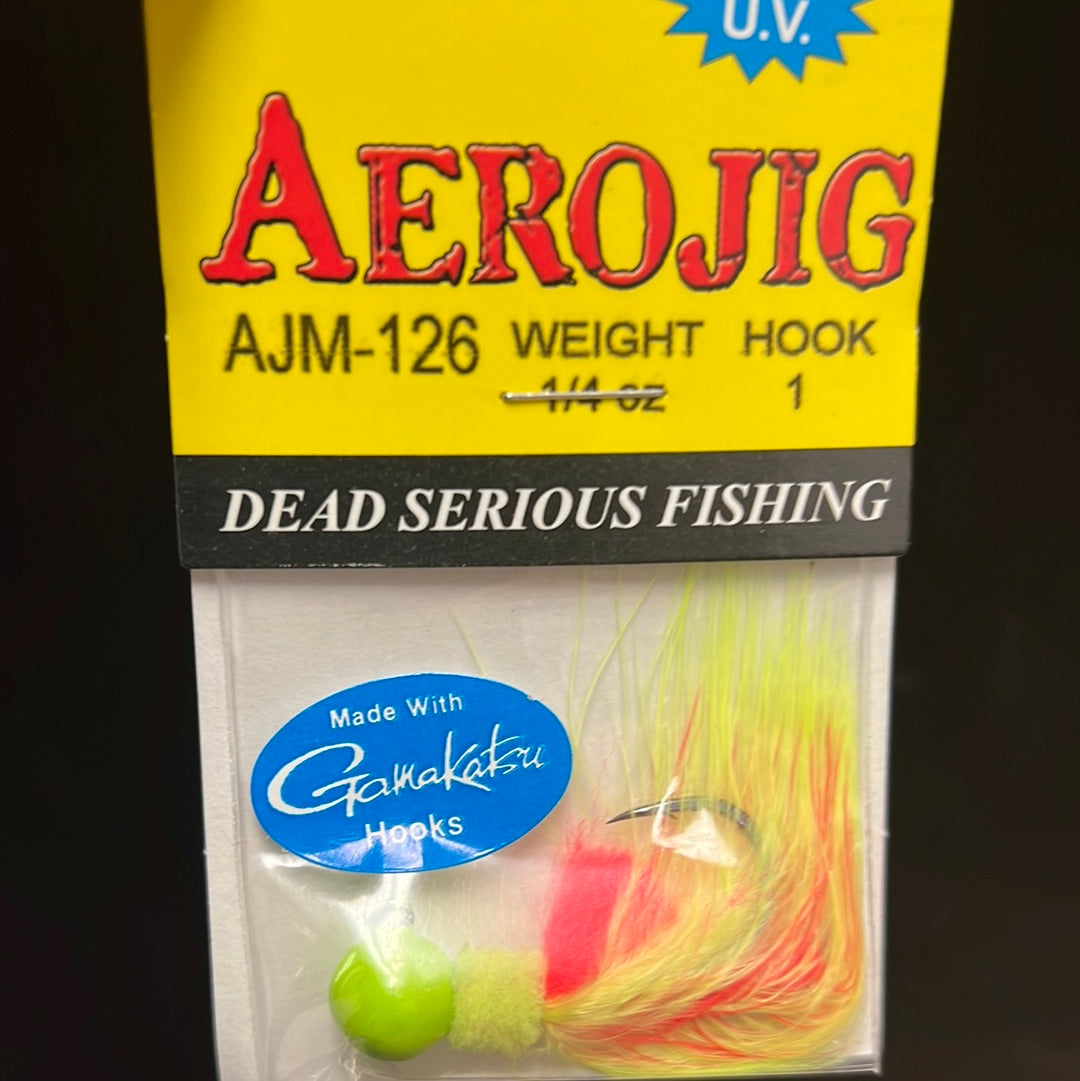 U.V.
AEROJIG
AJM-126 WEIGHT HOOK
1/4 oz 1
DEAD SERIOUS FISHING
Made With
Gamakatsu
Hooks